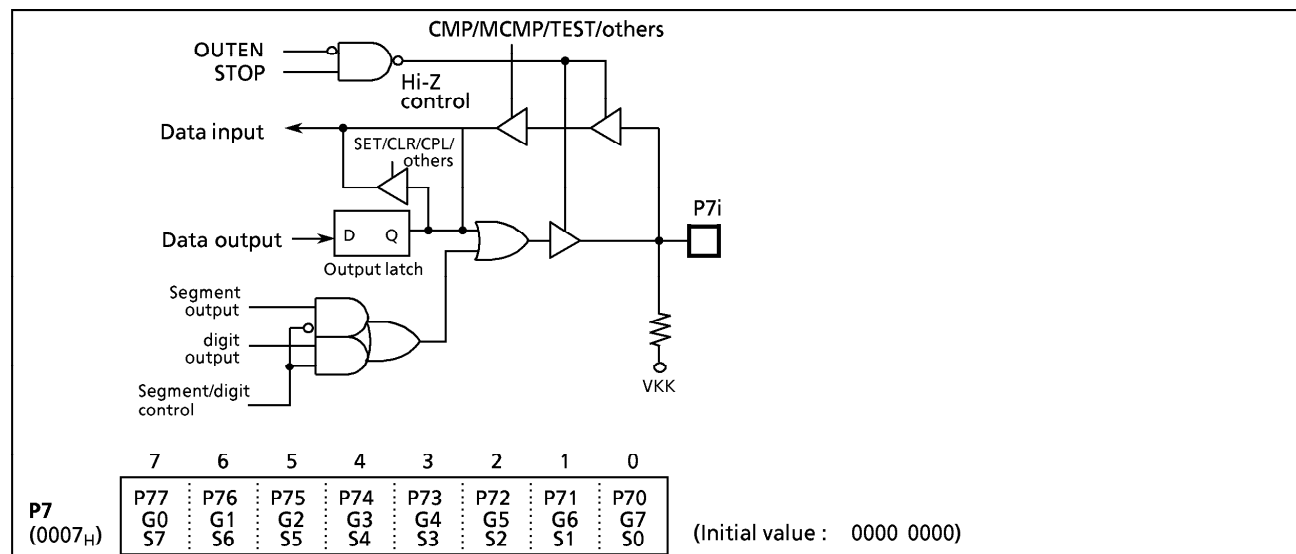 CMP/MCMP/TEST/others
OUTEN
STOP
Hi-Z
control
Data input
SET/CLR/CPL/
others
P7i
Data output
D Q
Output latch
Segment
output
digit
output
Segment/digit
control
VKK
7 6 5 4 3 2 1 0
P7
(0007H)
P77 P76 P75 P74 P73 P72 P71 P70
G0 G1 G2 G3 G4 G5 G6 G7
S7 S6 S5 S4 S3 S2 S1 S0
(Initial value : 0000 0000)